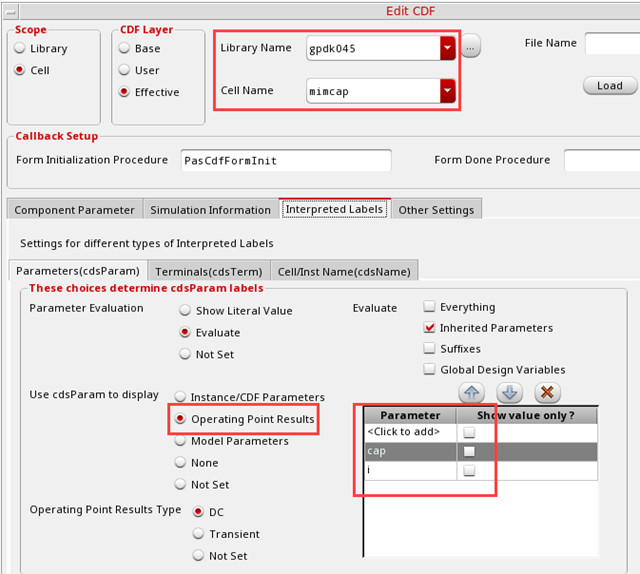 Edit CDF
Scope
Library
Cell
CDF Layer
Base
User
Effective
Library Name
gpdk045
...
Cell Name
mimcap
File Name
Load
Callback Setup
Form Initialization Procedure
PasCdfFormInit
Form Done Procedure
Component Parameter
Simulation Information
Interpreted Labels
Other Settings
Settings for different types of Interpreted Labels
Parameters(cdsParam)
Terminals(cdsTerm)
Cell/Inst Name(cdsName)
These choices determine cdsParam labels
Parameter Evaluation
Show Literal Value
Evaluate
Not Set
Evaluate
Everything
Inherited Parameters
Suffixes
Global Design Variables
Use cdsParam to display
Instance/CDF Parameters
Operating Point Results
Model Parameters
None
Not Set
Parameter
Show value only ?
<Click to add>
cap
i
Operating Point Results Type
DC
Transient
Not Set